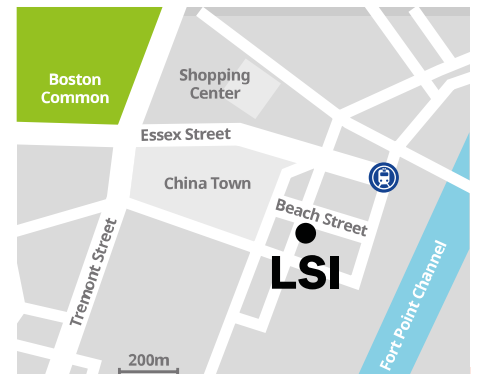 Boston
Common
Shopping
Center
Essex Street
China Town
Beach Street
LSI
Tremont Street
Fort Point Channel
200m